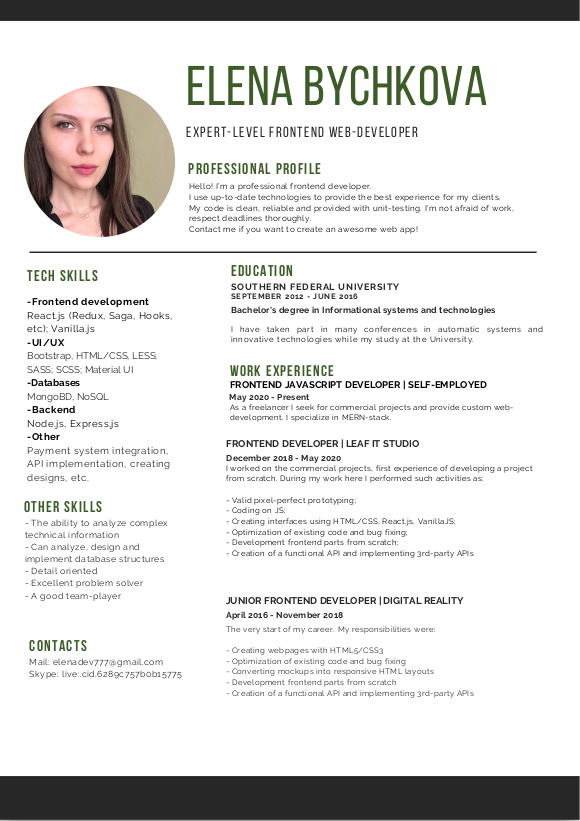 ELENA BYCHKOVA
EXPERT-LEVEL FRONTEND WEB-DEVELOPER
PROFESSIONAL PROFILE
Hello! I'm a professional frontend developer.
I use up-to-date technologies to provide the best experience for my clients.
My code is clean, reliable and provided with unit-testing. I'm not afraid of work,
respect deadlines thoroughly.
Contact me if you want to create an awesome web app!
TECH SKILLS
-Frontend development
React.js (Redux, Saga, Hooks,
etc); Vanilla.js
-UI/UX
Bootstrap, HTML/CSS, LESS;
SASS; SCSS; Material UI
-Databases
MongoBD, NoSQL
-Backend
Node.js, Express.js
-Other
Payment system integration,
API implementation, creating
designs, etc.
OTHER SKILLS
- The ability to analyze complex
technical information
- Can analyze, design and
implement database structures
- Detail oriented
- Excellent problem solver
- A good team-player
CONTACTS
Mail: elenadev777@gmail.com
Skype: live:.cid.6289c757b0b15775
EDUCATION
SOUTHERN FEDERAL UNIVERSITY
SEPTEMBER 2012 - JUNE 2016
Bachelor's degree in Informational systems and technologies
I have taken part in many conferences in automatic systems and
innovative technologies while my study at the University.
WORK EXPERIENCE
FRONTEND JAVASCRIPT DEVELOPER | SELF-EMPLOYED
May 2020 - Present
As a freelancer I seek for commercial projects and provide custom web-
development. I specialize in MERN-stack.
FRONTEND DEVELOPER | LEAF IT STUDIO
December 2018 - May 2020
I worked on the commercial projects, first experience of developing a project
from scratch. During my work here I performed such activities as:
- Valid pixel-perfect prototyping;
- Coding on JS;
- Creating interfaces using HTML/CSS, React.js, VanillaJS;
- Optimization of existing code and bug fixing;
- Development frontend parts from scratch;
- Creation of a functional API and implementing 3rd-party APIs
JUNIOR FRONTEND DEVELOPER | DIGITAL REALITY
April 2016 - November 2018
The very start of my career. My responsibilities were:
- Creating webpages with HTML5/CSS3
- Optimization of existing code and bug fixing
- Converting mockups into responsive HTML layouts
- Development frontend parts from scratch
- Creation of a functional API and implementing 3rd-party APIs